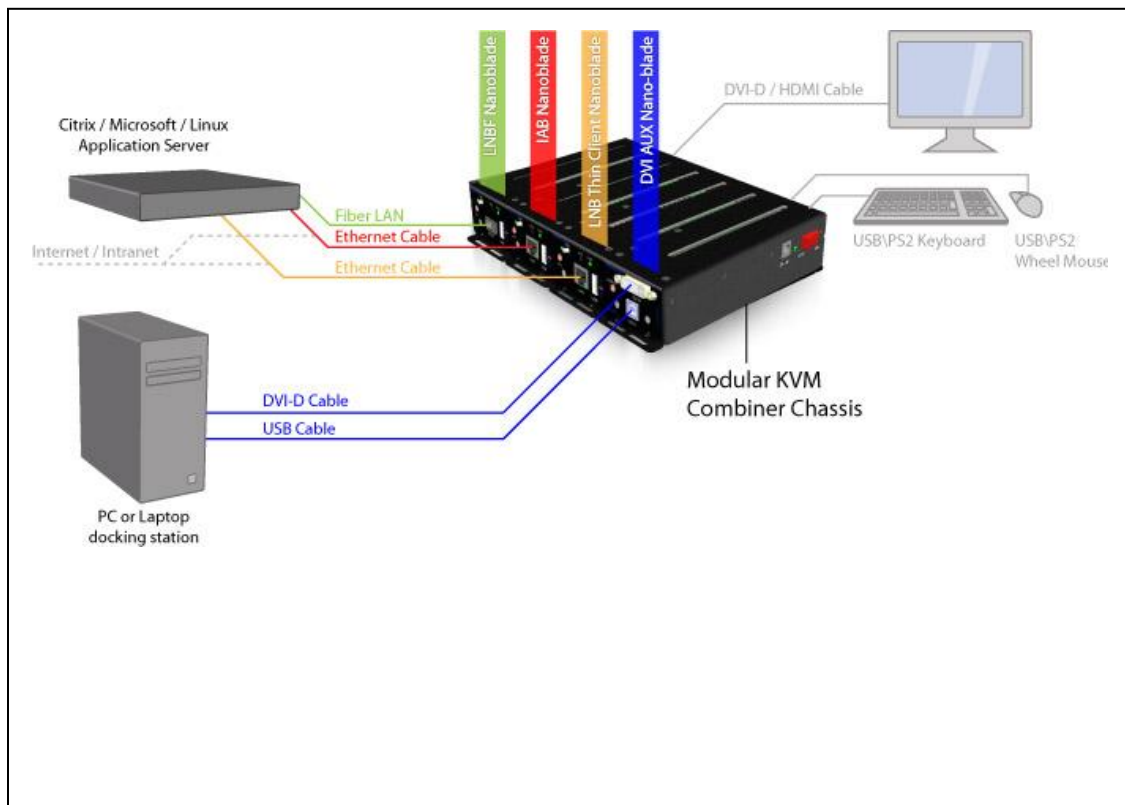 LNBF Nanoblade
IAB Nanoblade
LNB Thin Client Nanoblade
DVI AUX Nano-blade
DVI-D / HDMI Cable
Citrix / Microsoft / Linux
Application Server
Fiber LAN
Ethernet Cable
Internet / Intranet
Ethernet Cable
USB\PS2 Keyboard
USB\PS2
Wheel Mouse
Modular KVM
Combiner Chassis
DVI-D Cable
USB Cable
PC or Laptop
docking station